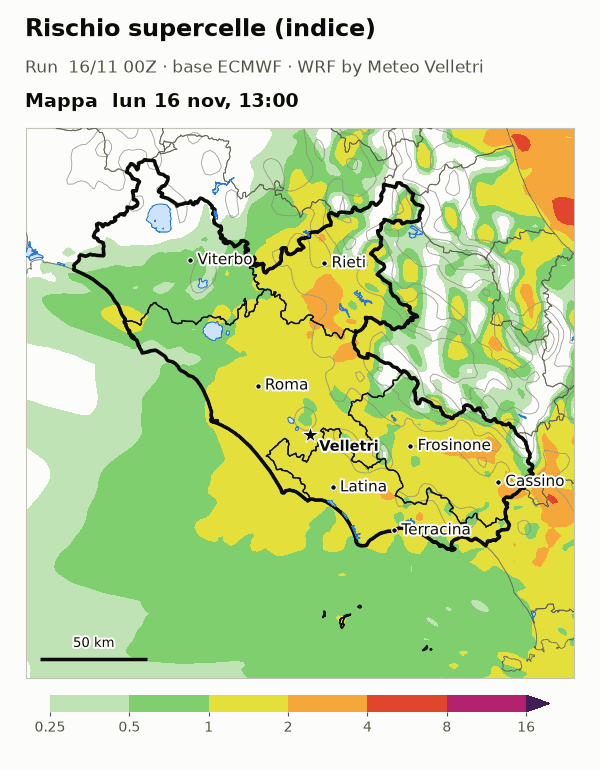 Rischio supercelle (indice)
Run  16/11 00Z · base ECMWF · WRF by Meteo Velletri
Mappa  lun 16 nov, 13:00
Viterbo
Rieti
Roma
Velletri
Frosinone
Latina
Cassino
Terracina
50 km
0.25 0.5 1 2 4 8 16